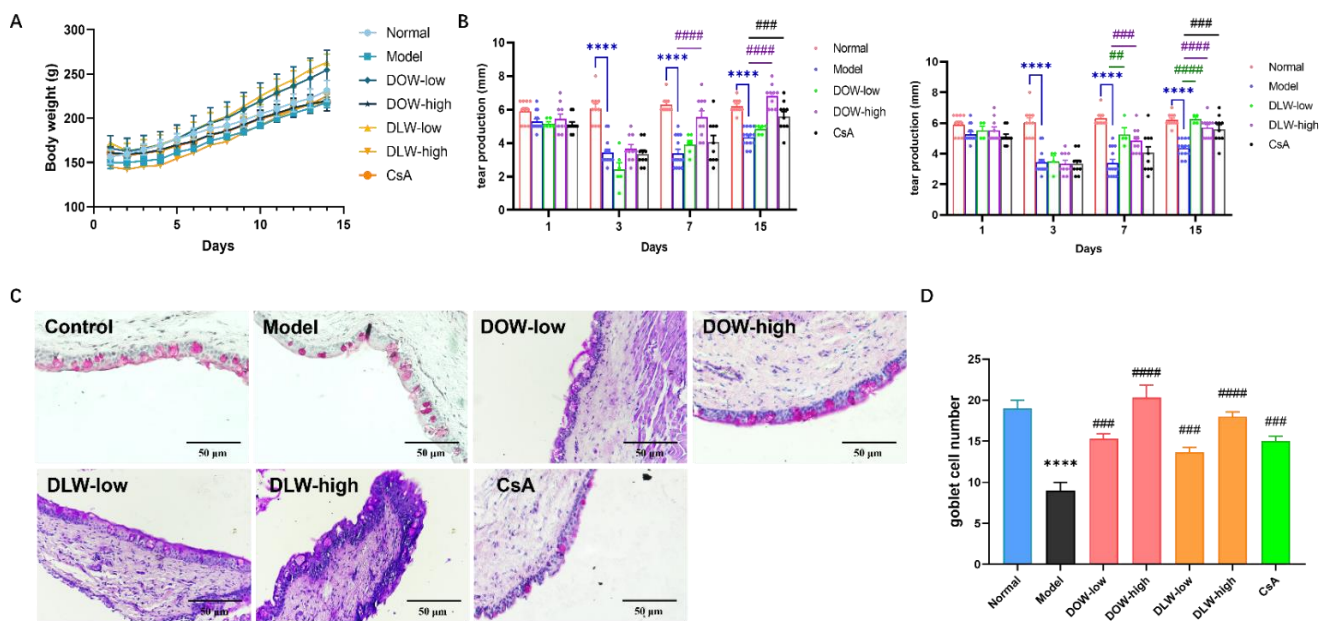 A
Body weight (g)
300
250
200
150
100
0
5
10
15
Days
Normal
Model
DOW-low
DOW-high
DLW-low
DLW-high
CsA
B
tear production (mm)
10
8
6
4
2
0
****
****
####
****
####
###
1
3
7
15
Days
Normal
Model
DOW-low
DOW-high
CsA
tear production (mm)
10
8
6
4
2
0
****
****
##
###
****
####
####
###
1
3
7
15
Days
Normal
Model
DLW-low
DLW-high
CsA
C
Control
50 μm
Model
50 μm
DOW-low
50 μm
DOW-high
50 μm
DLW-low
50 μm
DLW-high
50 μm
CsA
50 μm
D
goblet cell number
25
20
15
10
5
0
****
###
####
###
####
###
Normal
Model
DOW-low
DOW-high
DLW-low
DLW-high
CsA